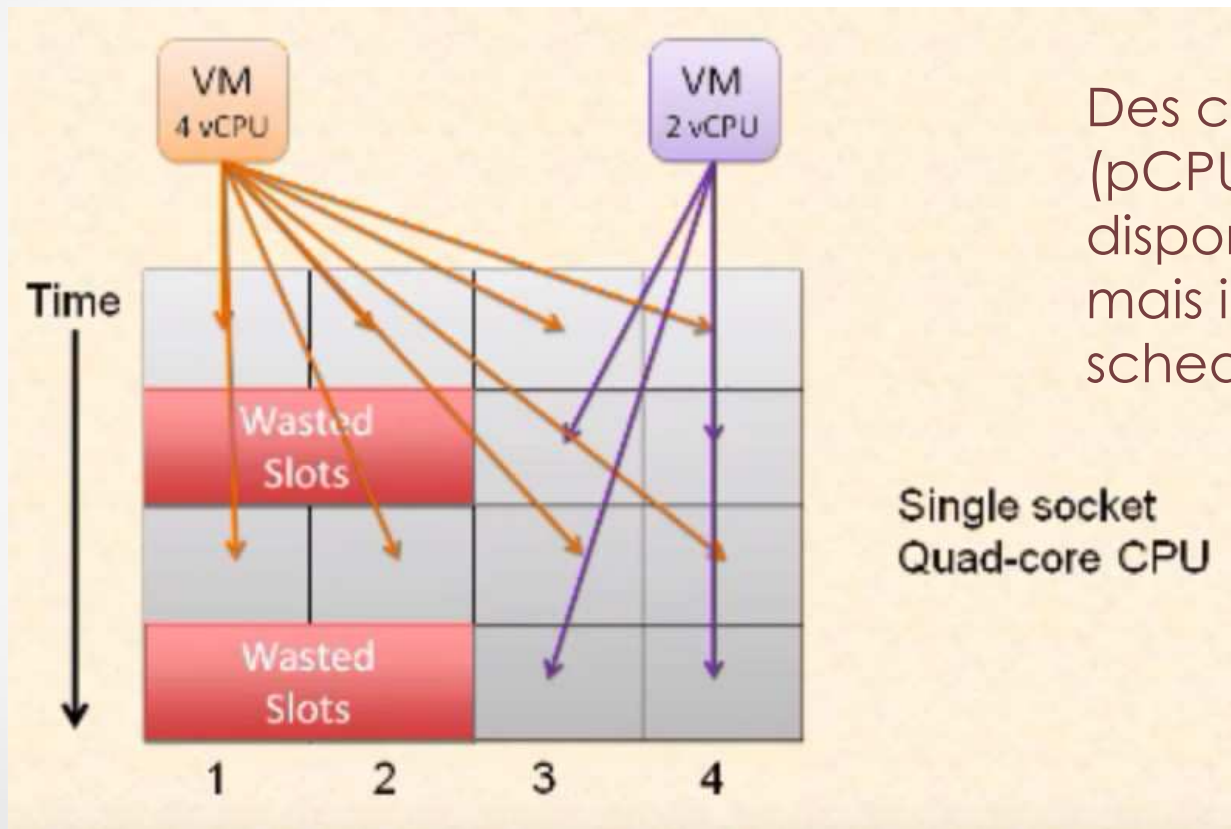 VM
4 vCPU
VM
2 vCPU
Des c
(pCPU
dispo
mais i
sched
Time
Wasted
Slots
Single socket
Quad-core CPU
Wasted
Slots
1 2 3 4